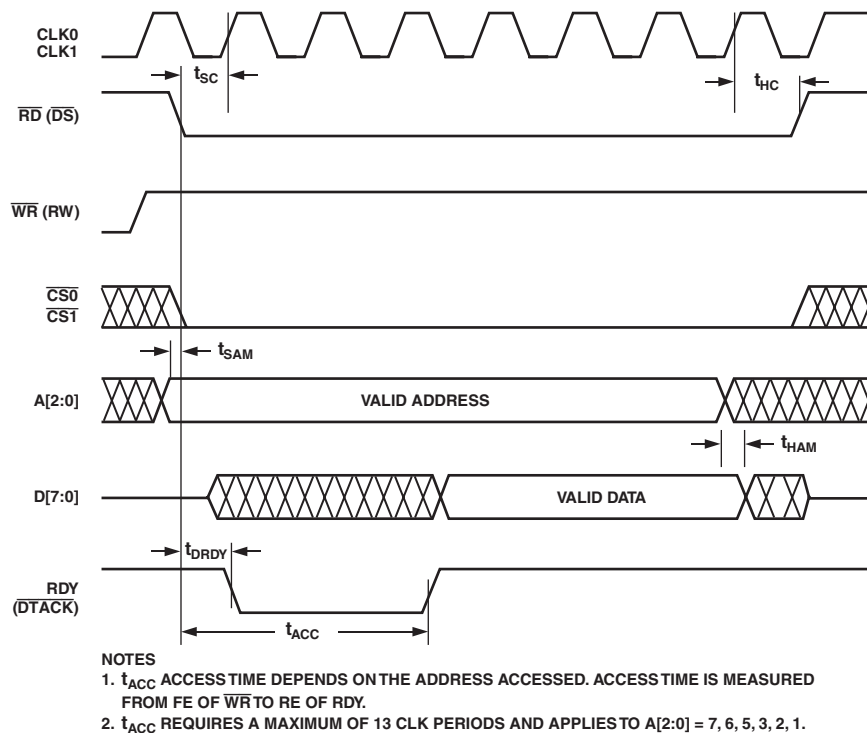 CLK0
CLK1
tSC
tHC
RD (DS)
WR (RW)
CS0
CS1
tSAM
A[2:0]
VALID ADDRESS
tHAM
D[7:0]
VALID DATA
tDRDY
RDY
(DTACK)
tACC
NOTES
1. tACC ACCESS TIME DEPENDS ON THE ADDRESS ACCESSED. ACCESS TIME IS MEASURED
FROM FE OF WR TO RE OF RDY.
2. tACC REQUIRES A MAXIMUM OF 13 CLK PERIODS AND APPLIES TO A[2:0] = 7, 6, 5, 3, 2, 1.